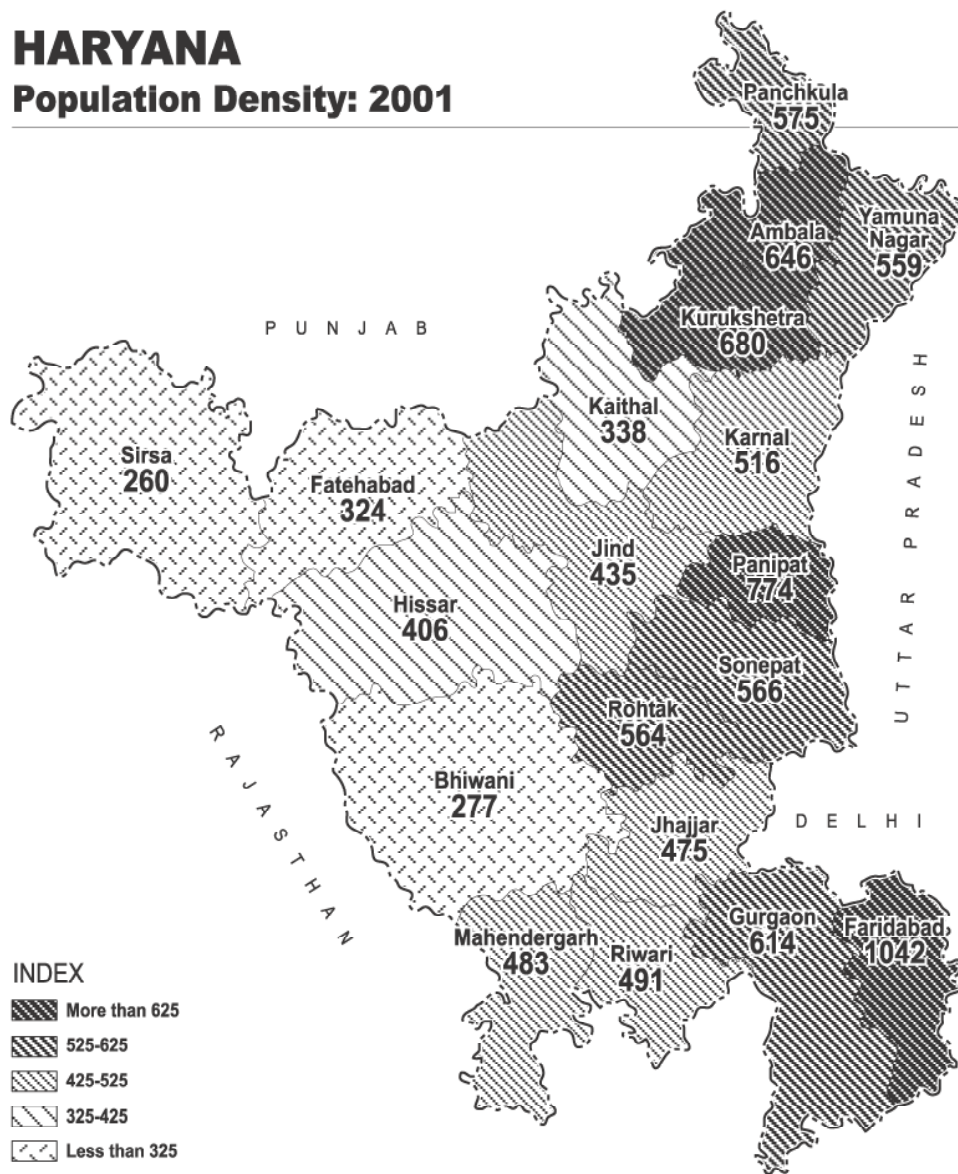 HARYANA
Population Density: 2001
Panchkula
575
Ambala
646
Yamuna
Nagar
559
Kurukshetra
680
PUNJAB
Kaithal
338
Karnal
516
UTTAR PRADESH
Sirsa
260
Fatehabad
324
Jind
435
Panipat
774
Hissar
406
Sonepat
566
Rohtak
564
RAJASTHAN
Bhiwani
277
Jhajjar
475
DELHI
Mahendergarh
483
Riwari
491
Gurgaon
614
Faridabad
1042
INDEX
More than 625
525-625
425-525
325-425
Less than 325